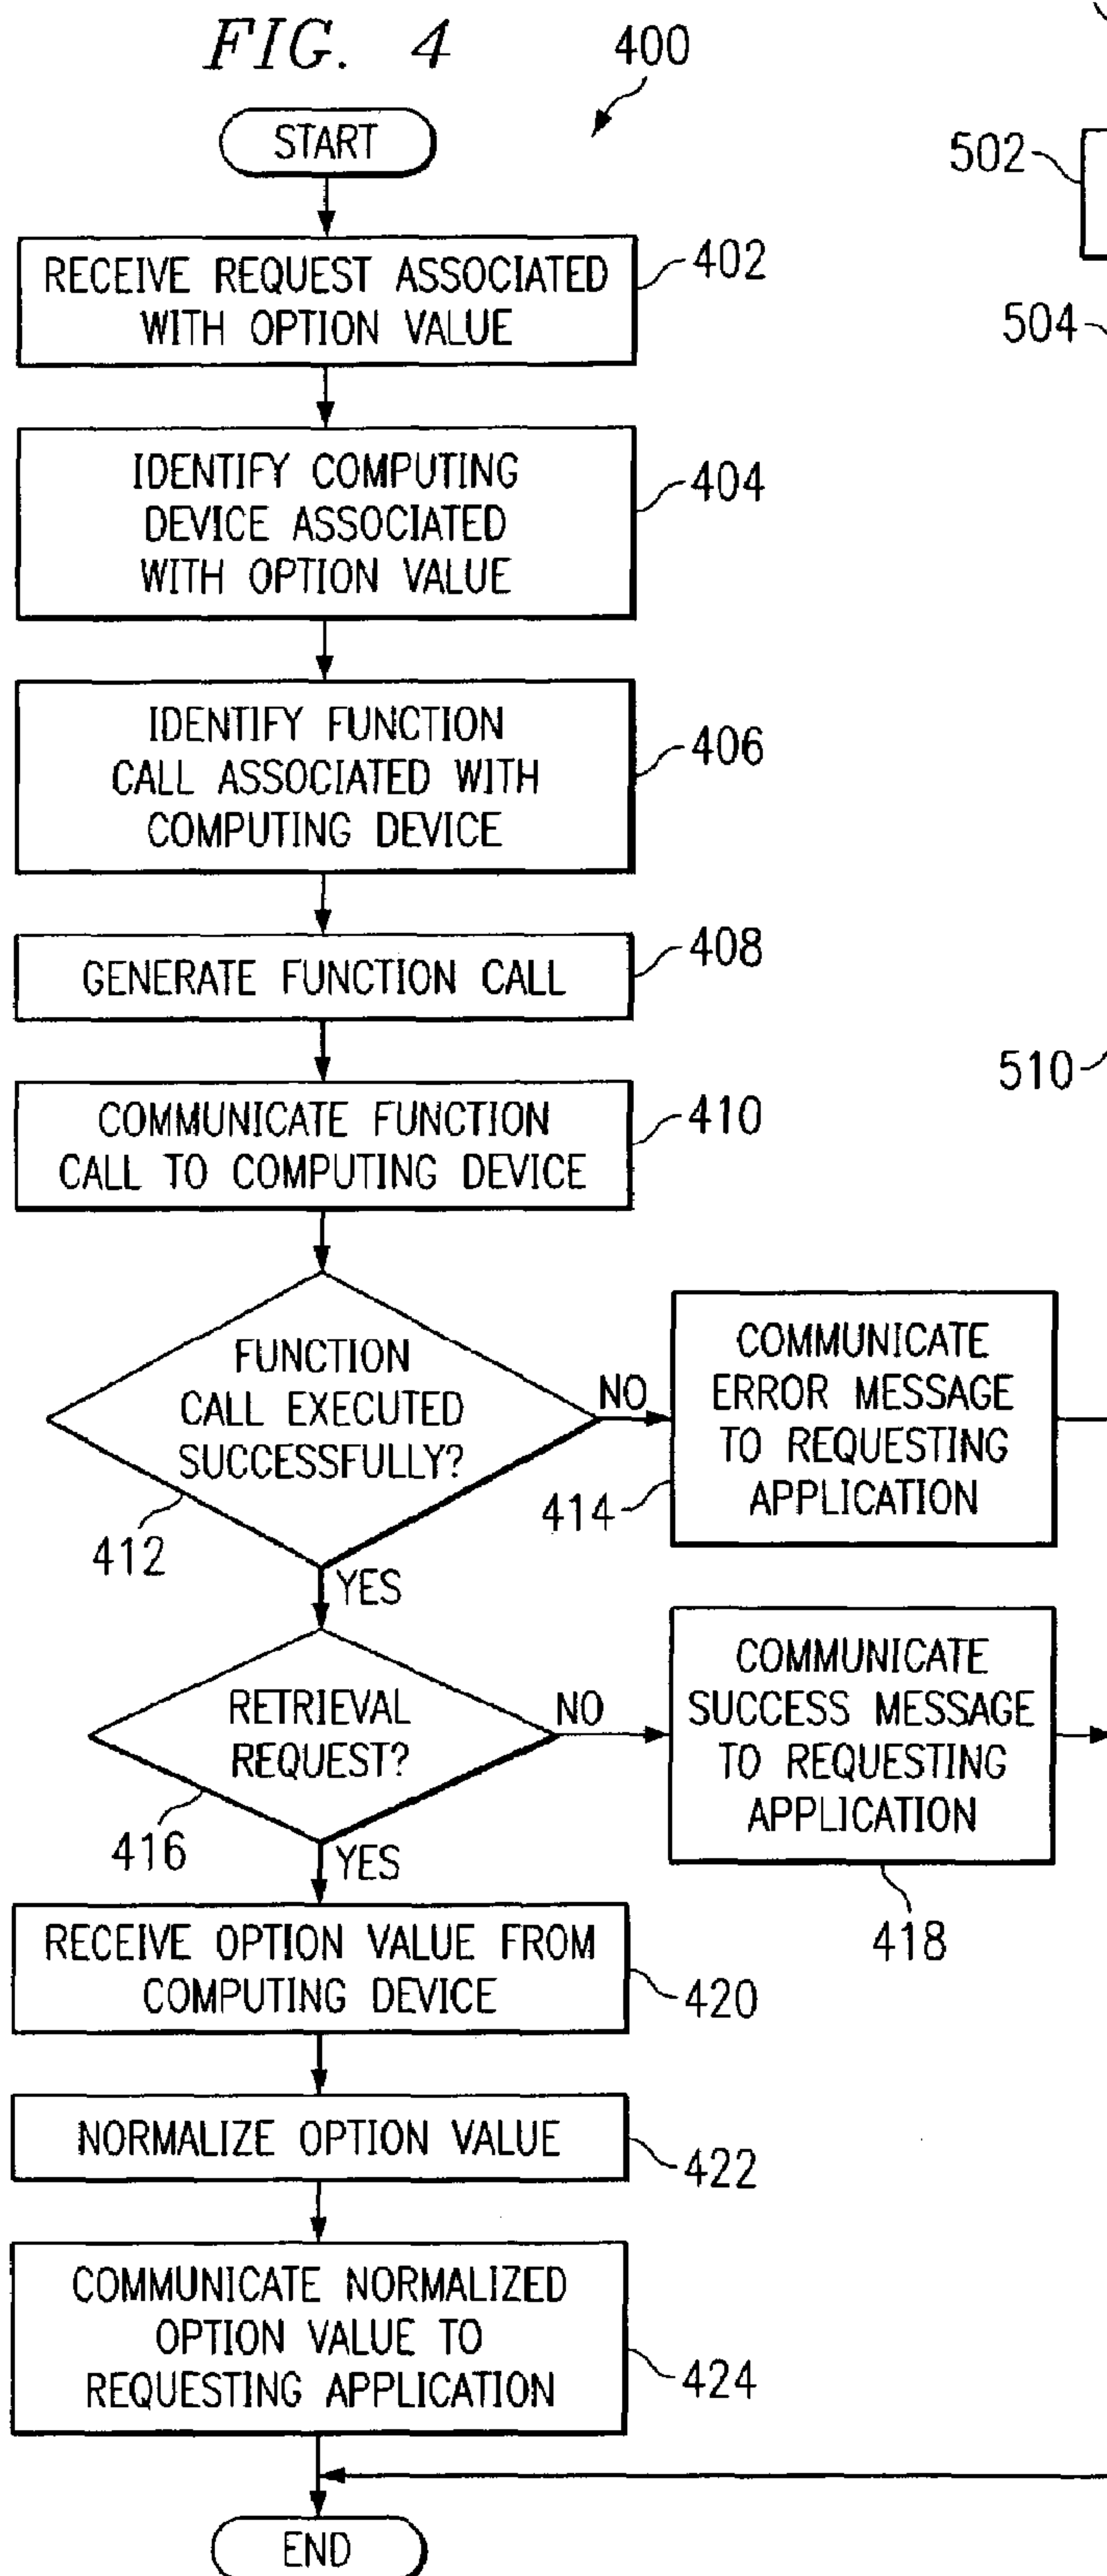 FIG. 4
400
START
502
RECEIVE REQUEST ASSOCIATED
WITH OPTION VALUE
402
504
IDENTIFY COMPUTING
DEVICE ASSOCIATED
WITH OPTION VALUE
404
IDENTIFY FUNCTION
CALL ASSOCIATED WITH
COMPUTING DEVICE
406
GENERATE FUNCTION CALL
408
510
COMMUNICATE FUNCTION
CALL TO COMPUTING DEVICE
410
FUNCTION
CALL EXECUTED
SUCCESSFULLY?
412
NO
COMMUNICATE
ERROR MESSAGE
TO REQUESTING
APPLICATION
414
YES
RETRIEVAL
REQUEST?
416
NO
COMMUNICATE
SUCCESS MESSAGE
TO REQUESTING
APPLICATION
418
YES
RECEIVE OPTION VALUE FROM
COMPUTING DEVICE
420
NORMALIZE OPTION VALUE
422
COMMUNICATE NORMALIZED
OPTION VALUE TO
REQUESTING APPLICATION
424
END